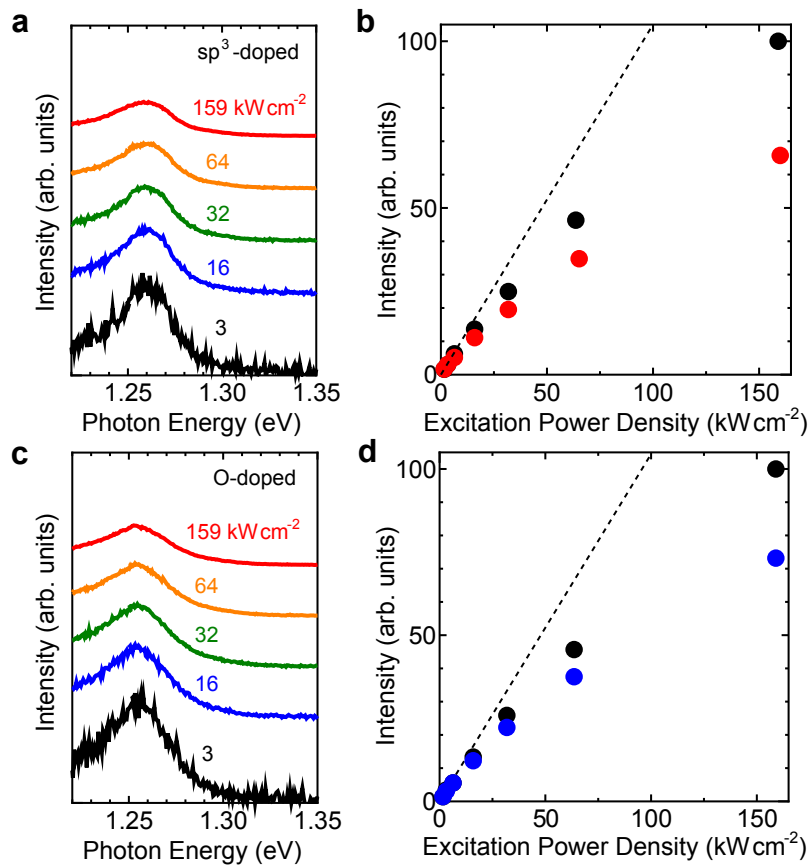 a
sp³-doped
159 kWcm⁻²
64
32
16
3
Intensity (arb. units)
1.25
1.30
1.35
Photon Energy (eV)
b
100
50
0
Intensity (arb. units)
0
50
100
150
Excitation Power Density (kWcm⁻²)
c
O-doped
159 kWcm⁻²
64
32
16
3
Intensity (arb. units)
1.25
1.30
1.35
Photon Energy (eV)
d
100
50
0
Intensity (arb. units)
0
50
100
150
Excitation Power Density (kWcm⁻²)